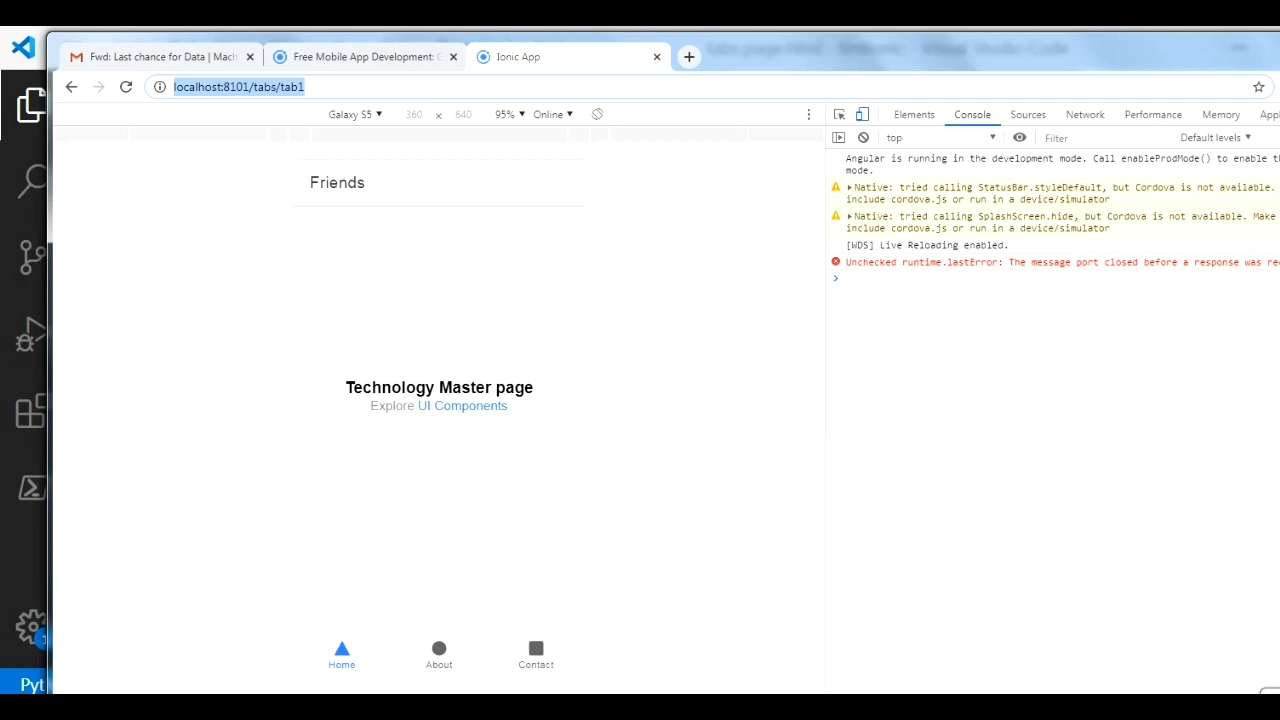 Fwd: Last chance for Data | Mach
Free Mobile App Development: G
Ionic App
localhost:8101/tabs/tab1
Galaxy S5 ▼ 360 × 640 95% ▼ Online ▼
Elements Console Sources Network Performance Memory Appl
top ▼ Filter Default levels ▼
Angular is running in the development mode. Call enableProdMode() to enable th
mode.
Native: tried calling StatusBar.styleDefault, but Cordova is not available.
include cordova.js or run in a device/simulator
Native: tried calling SplashScreen.hide, but Cordova is not available. Make
include cordova.js or run in a device/simulator
[WDS] Live Reloading enabled.
Unchecked runtime.lastError: The message port closed before a response was rec
Friends
Technology Master page
Explore UI Components
Home About Contact
Pyt